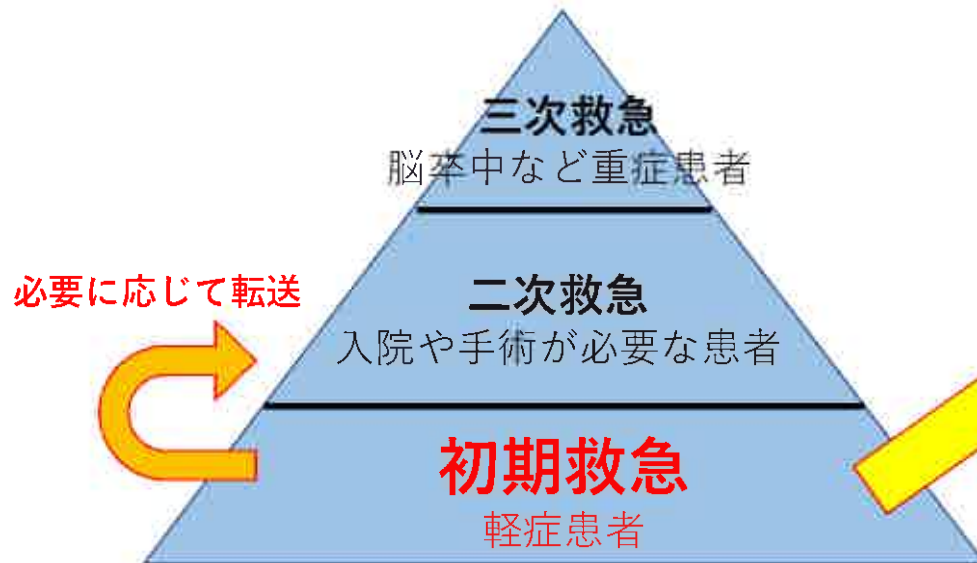 三次救急
脳卒中など重症患者
必要に応じて転送
二次救急
入院や手術が必要な患者
初期救急
軽症患者